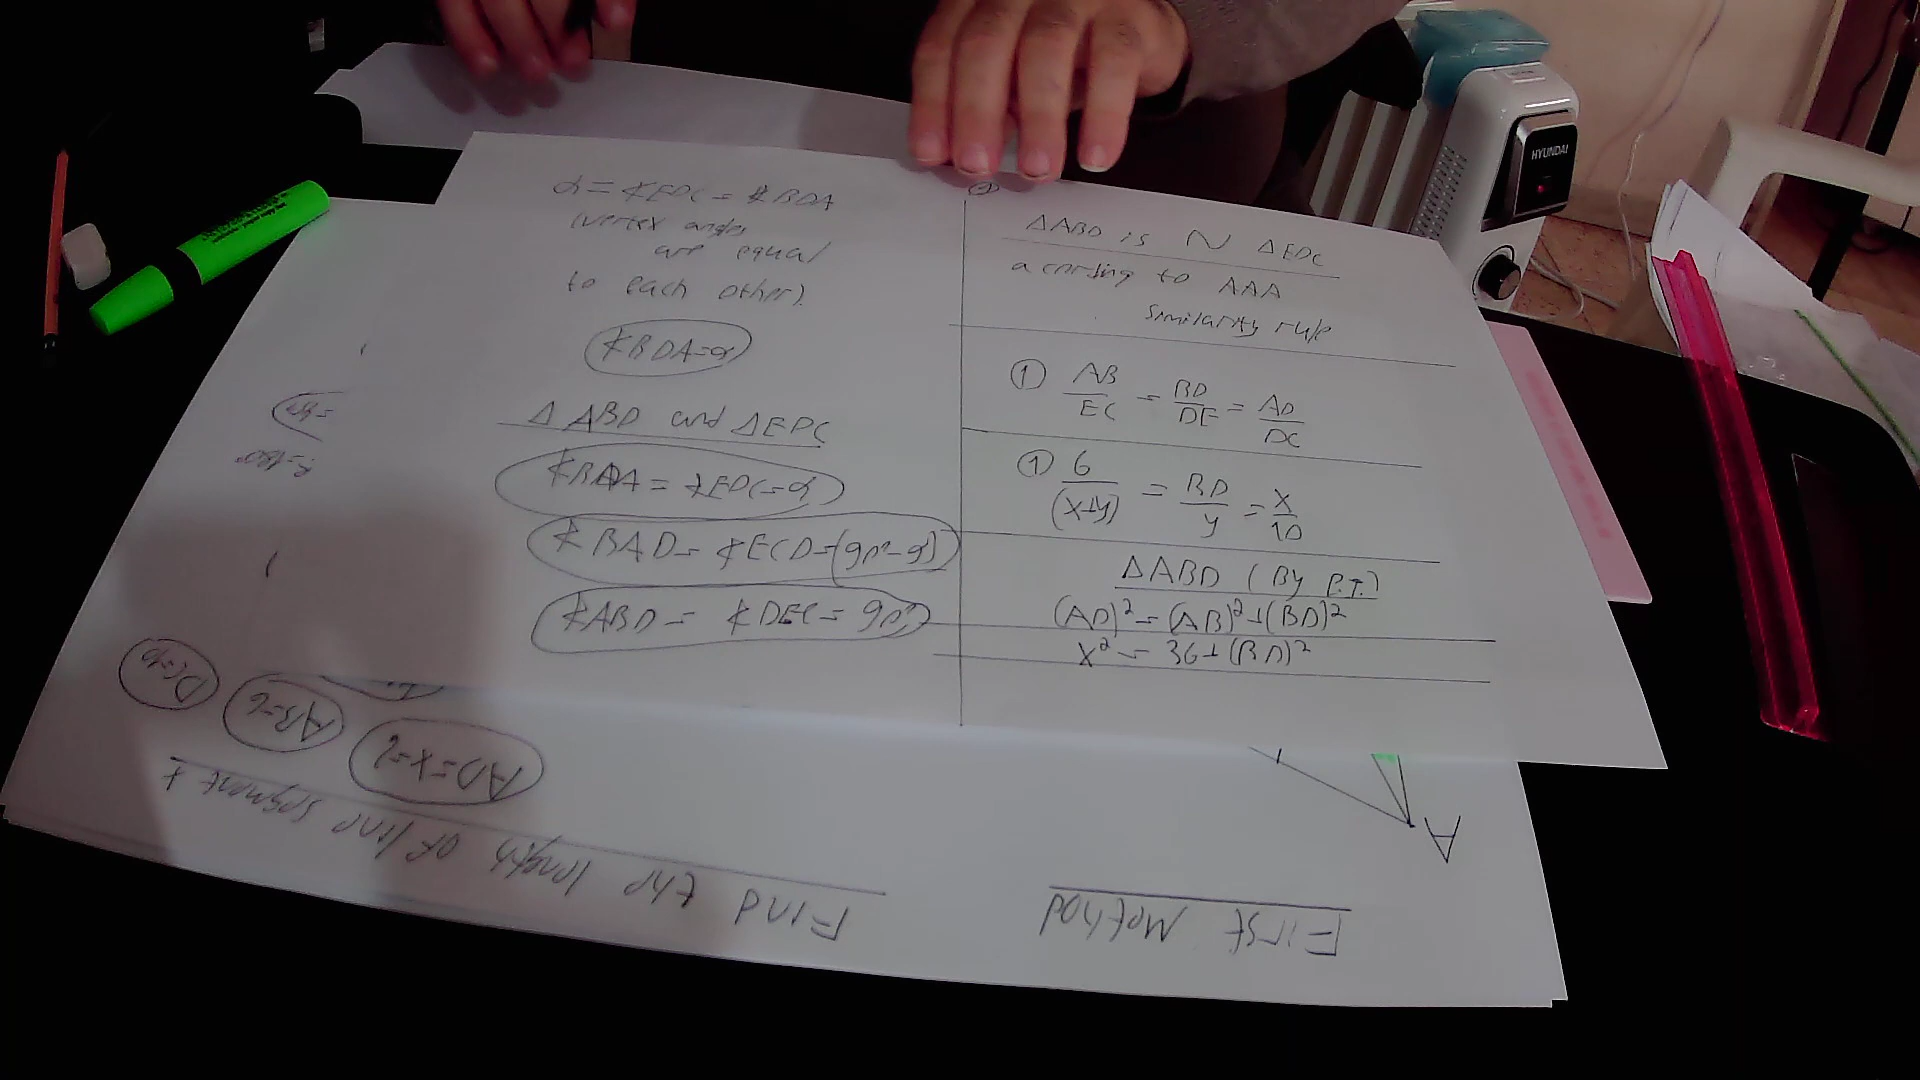 α = ∢EDC = ∢BDA
(vertex angles
are equal
to each other).
∢BDA=α
Δ ABD and ΔEDC
∢BDA = ∢EDC=α
∢BAD= ∢ECD=(90°-α)
∢ABD = ∢DEC= 90°
ΔABD is ~ ΔEDC
acording to AAA
similarity rule
① AB/EC = BD/DE = AD/DC
① 6/(x+y) = BD/y = x/10
ΔABD (By P.T.)
(AD)² = (AB)²+(BD)²
x² = 36+(BD)²
First Method
A
Find the length of line segment
AD=x=?
AB=6
DC=10
HYUNDAI